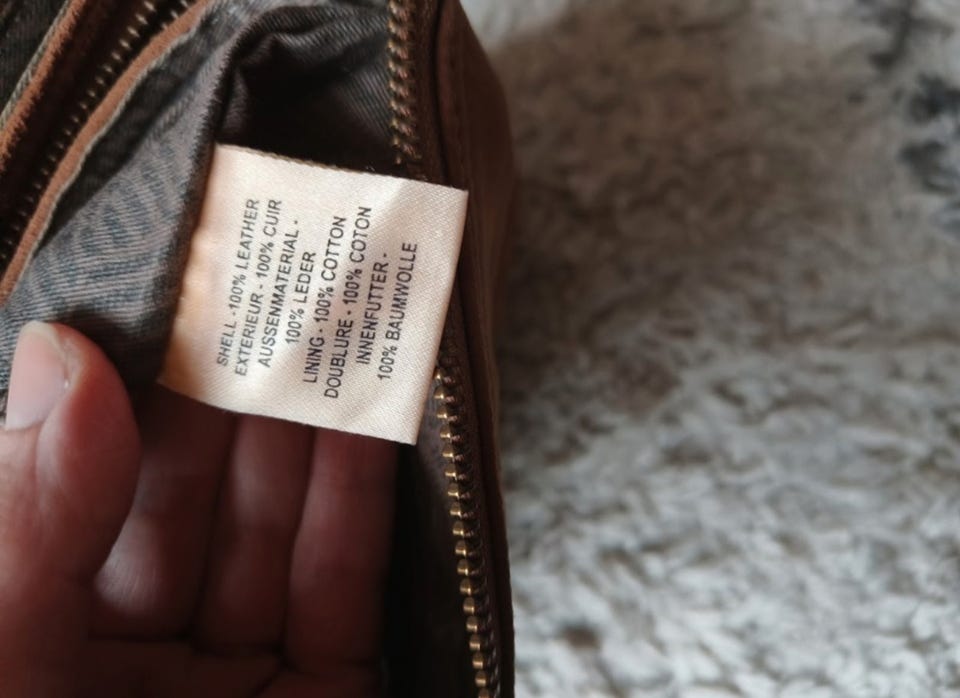 SHELL -100% LEATHER
EXTERIEUR - 100% CUIR
AUSSENMATERIAL -
100% LEDER
LINING - 100% COTTON
DOUBLURE - 100% COTON
INNENFUTTER -
100% BAUMWOLLE